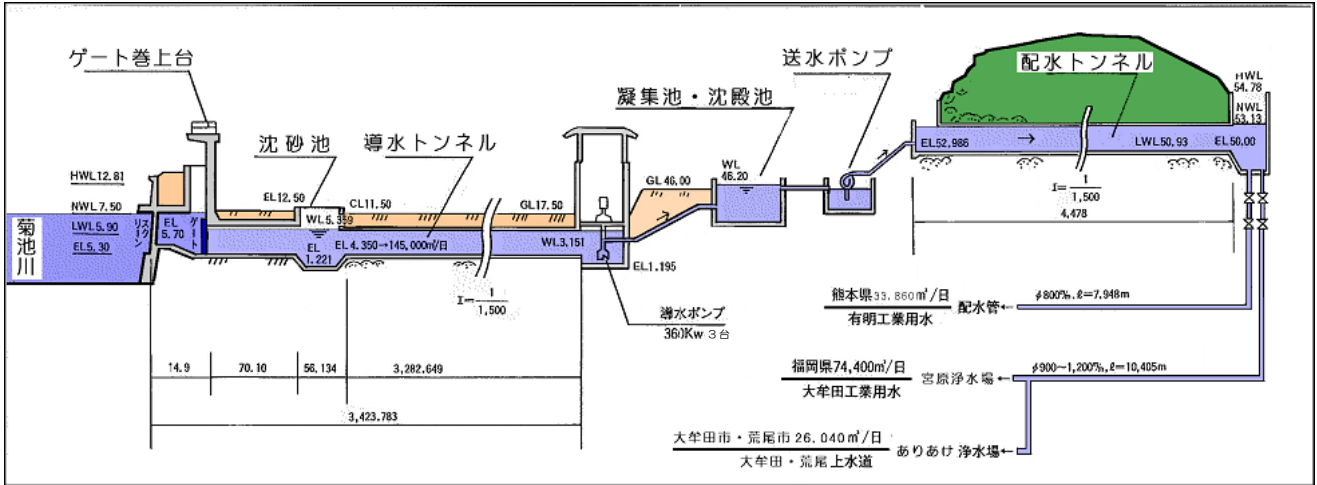 ゲート巻上台
沈砂池
導水トンネル
凝集池・沈殿池
送水ポンプ
配水トンネル
HWL
54.78
NWL
53.13
HWL12.81
NWL7.50
LWL5.90
EL5.30
菊池川
スクリン
EL
5.70
ゲート
EL12.50
WL5.359
CL11.50
GL17.50
EL
1.221
EL4.350→145,000㎥/日
WL3.151
EL1.195
GL46.00
WL
46.20
EL52.986
LWL50.93
EL50.00
I=1/1,500
I=1/1,500
4,478
導水ポンプ
360Kw 3台
14.9
70.10
56.134
3,282.649
3,423.783
熊本県33.860㎥/日
有明工業用水
配水管
φ800%,ℓ=7.948m
福岡県74,400㎥/日
大牟田工業用水
宮原浄水場
φ900~1,200%,ℓ=10,405m
大牟田市・荒尾市26.040㎥/日
大牟田・荒尾上水道
ありあけ浄水場